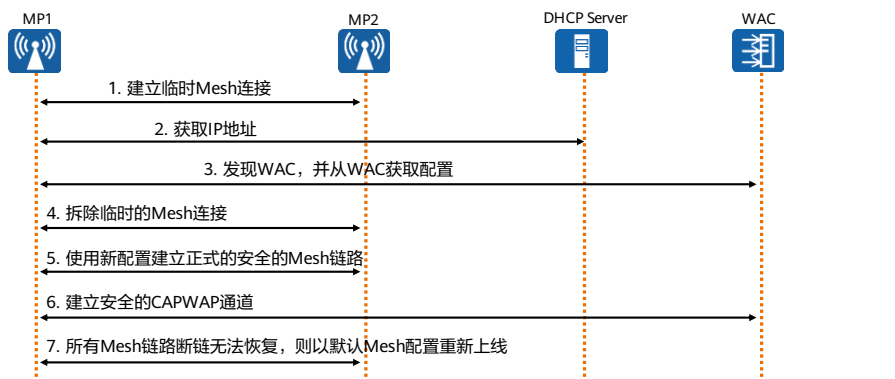 MP1
MP2
DHCP Server
WAC
1. 建立临时Mesh连接
2. 获取IP地址
3. 发现WAC，并从WAC获取配置
4. 拆除临时的Mesh连接
5. 使用新配置建立正式的安全的Mesh链路
6. 建立安全的CAPWAP通道
7. 所有Mesh链路断链无法恢复，则以默认Mesh配置重新上线